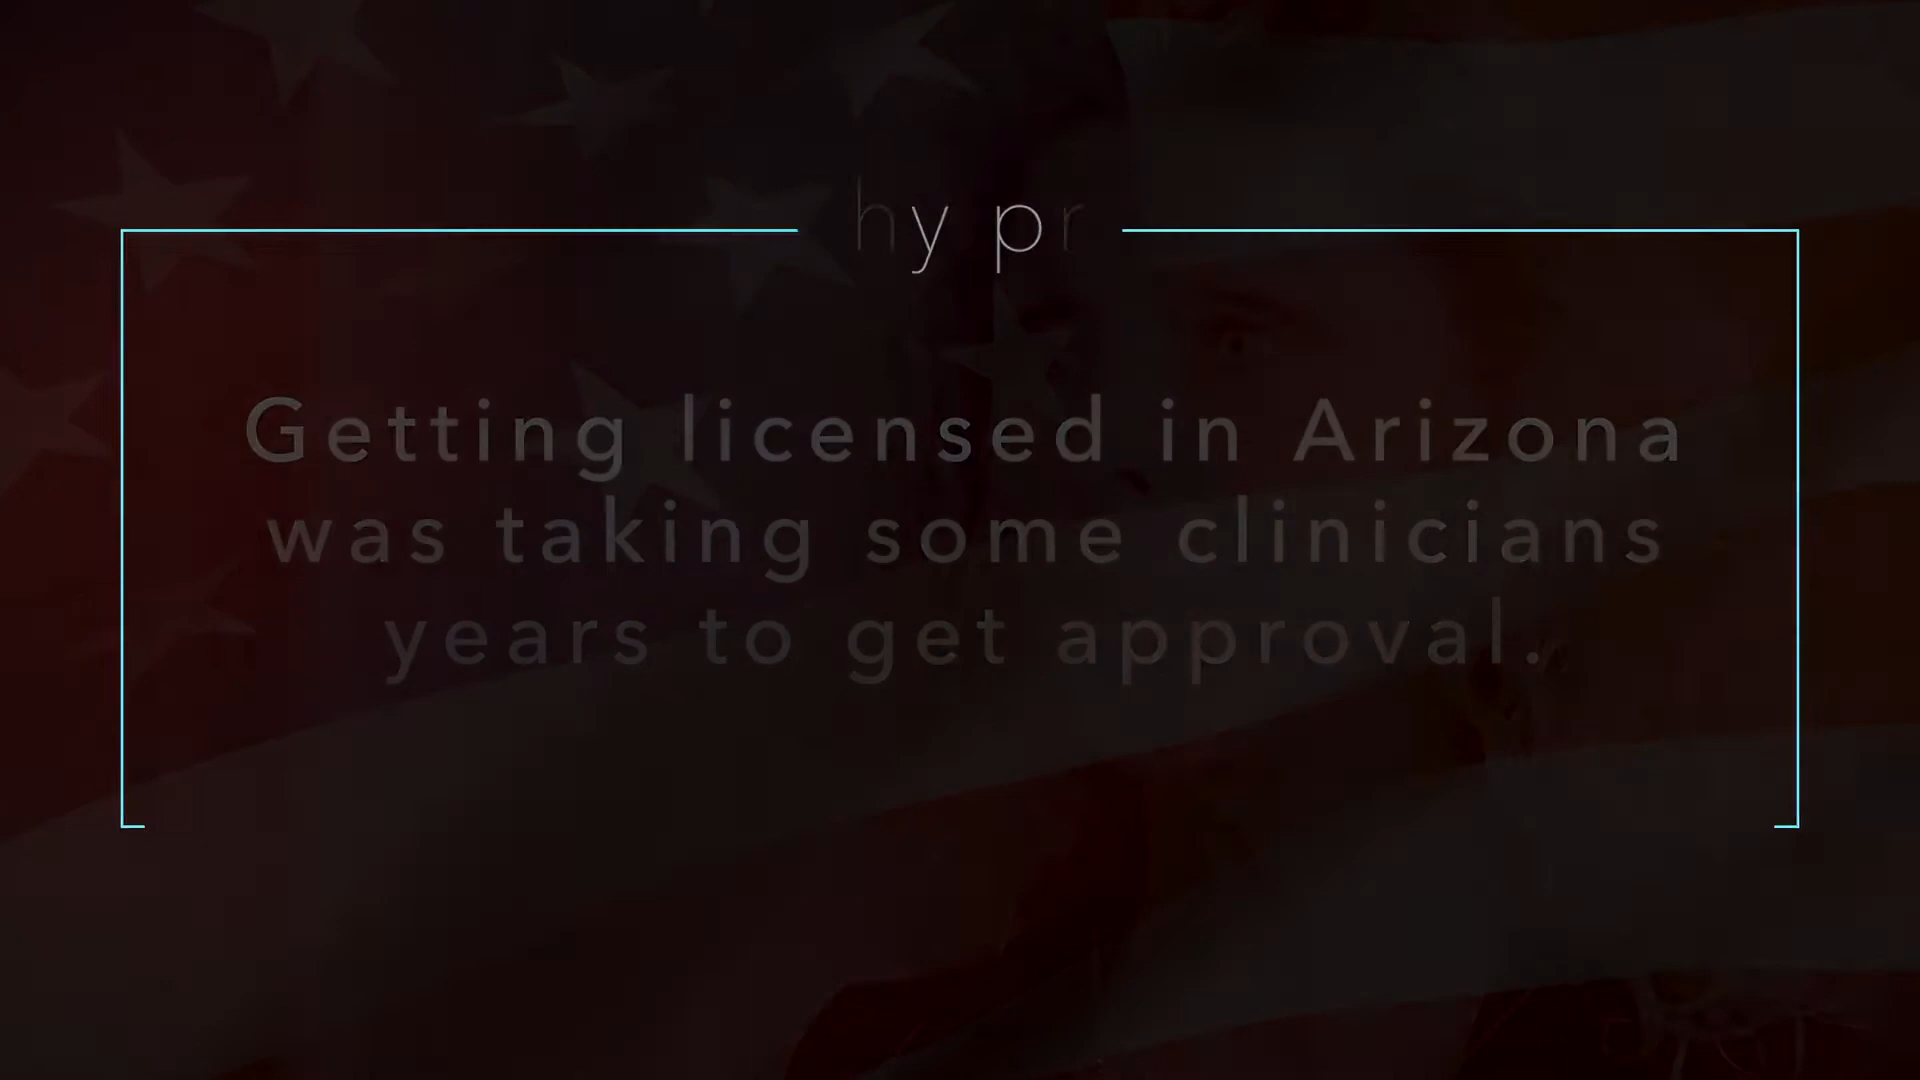 hy pr
Getting licensed in Arizona
was taking some clinicians
years to get approval.